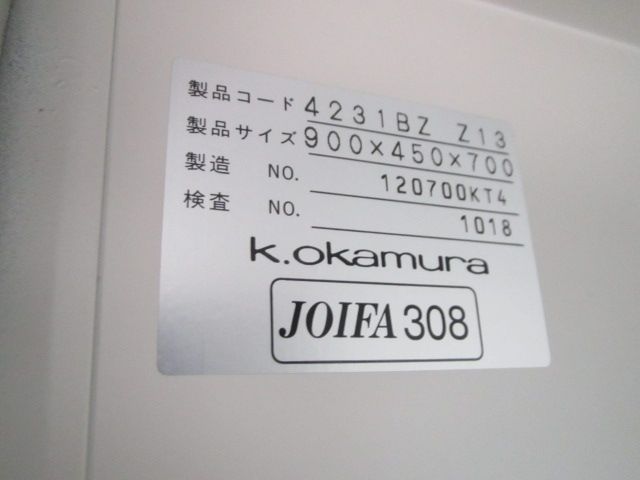 製品コード 4231BZ Z13
製品サイズ 900×450×700
製造 NO. 120700KT4
検査 NO. 1018
k.okamura
JOIFA 308